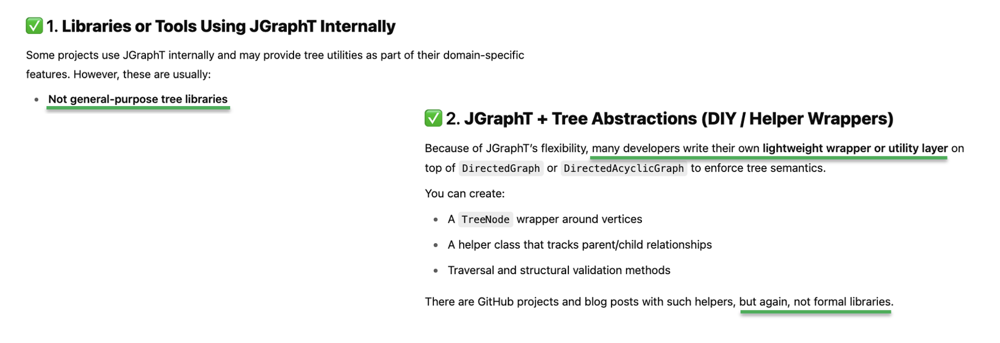 ✅ 1. Libraries or Tools Using JGraphT Internally
Some projects use JGraphT internally and may provide tree utilities as part of their domain-specific
features. However, these are usually:
• Not general-purpose tree libraries
✅ 2. JGraphT + Tree Abstractions (DIY / Helper Wrappers)
Because of JGraphT’s flexibility, many developers write their own lightweight wrapper or utility layer on
top of DirectedGraph or DirectedAcyclicGraph to enforce tree semantics.
You can create:
• A TreeNode wrapper around vertices
• A helper class that tracks parent/child relationships
• Traversal and structural validation methods
There are GitHub projects and blog posts with such helpers, but again, not formal libraries.